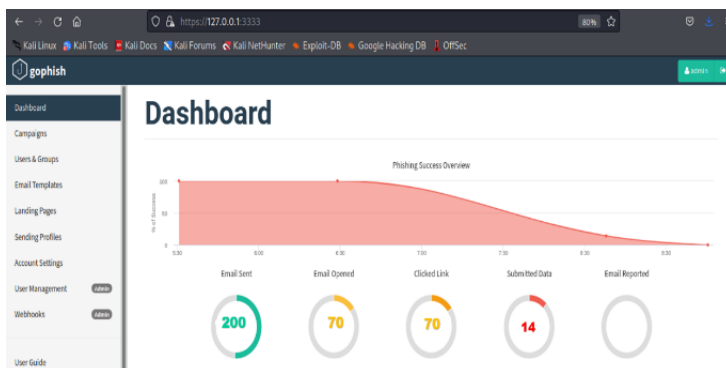 https://127.0.0.1:3333
80%
Kali Linux Kali Tools Kali Docs Kali Forums Kali NetHunter Exploit-DB Google Hacking DB OffSec
gophish
admin
Dashboard
Campaigns
Users & Groups
Email Templates
Landing Pages
Sending Profiles
Account Settings
User Management Admin
Webhooks Admin
User Guide
Dashboard
Phishing Success Overview
% of Success
100
50
0
5:30 6:00 6:30 7:00 7:30 8:30 9:00
Email Sent Email Opened Clicked Link Submitted Data Email Reported
200 70 70 14